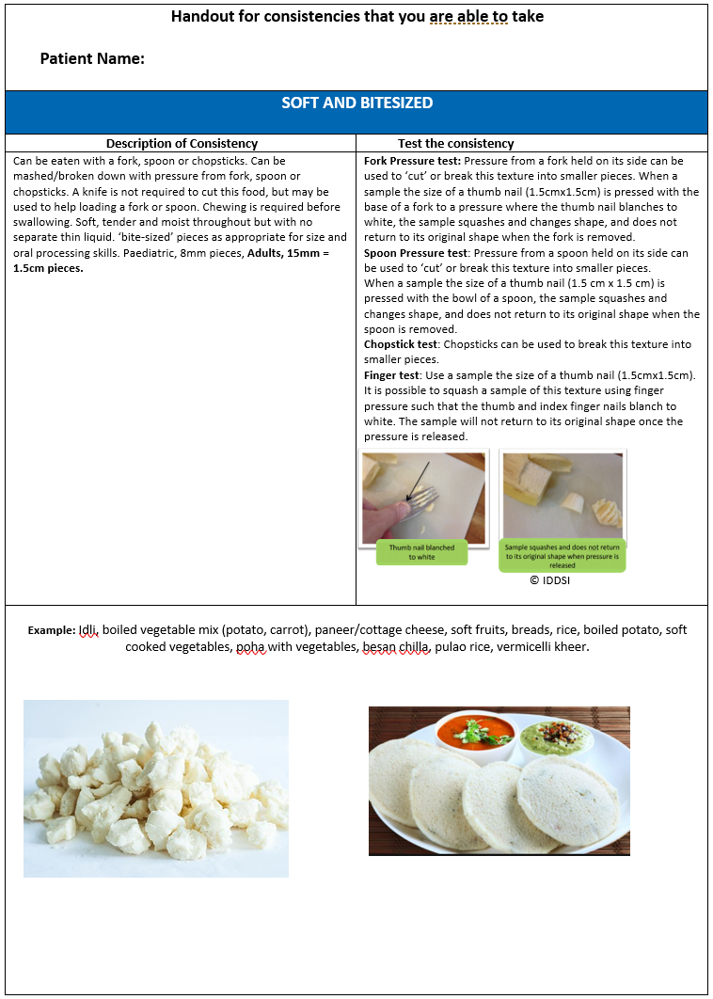 Handout for consistencies that you are able to take
Patient Name:
SOFT AND BITESIZED
Description of Consistency
Can be eaten with a fork, spoon or chopsticks. Can be
mashed/broken down with pressure from fork, spoon or
chopsticks. A knife is not required to cut this food, but may be
used to help loading a fork or spoon. Chewing is required before
swallowing. Soft, tender and moist throughout but with no
separate thin liquid. ‘bite-sized’ pieces as appropriate for size and
oral processing skills. Paediatric, 8mm pieces, Adults, 15mm =
1.5cm pieces.
Test the consistency
Fork Pressure test: Pressure from a fork held on its side can be
used to ‘cut’ or break this texture into smaller pieces. When a
sample the size of a thumb nail (1.5cmx1.5cm) is pressed with the
base of a fork to a pressure where the thumb nail blanches to
white, the sample squashes and changes shape, and does not
return to its original shape when the fork is removed.
Spoon Pressure test: Pressure from a spoon held on its side can
be used to ‘cut’ or break this texture into smaller pieces.
When a sample the size of a thumb nail (1.5 cm x 1.5 cm) is
pressed with the bowl of a spoon, the sample squashes and
changes shape, and does not return to its original shape when the
spoon is removed.
Chopstick test: Chopsticks can be used to break this texture into
smaller pieces.
Finger test: Use a sample the size of a thumb nail (1.5cmx1.5cm).
It is possible to squash a sample of this texture using finger
pressure such that the thumb and index finger nails blanch to
white. The sample will not return to its original shape once the
pressure is released.
Thumb nail blanched
to white
Sample squashes and does not return
to its original shape when pressure is
released
© IDDSI
Example: Idli, boiled vegetable mix (potato, carrot), paneer/cottage cheese, soft fruits, breads, rice, boiled potato, soft
cooked vegetables, poha with vegetables, besan chilla, pulao rice, vermicelli kheer.